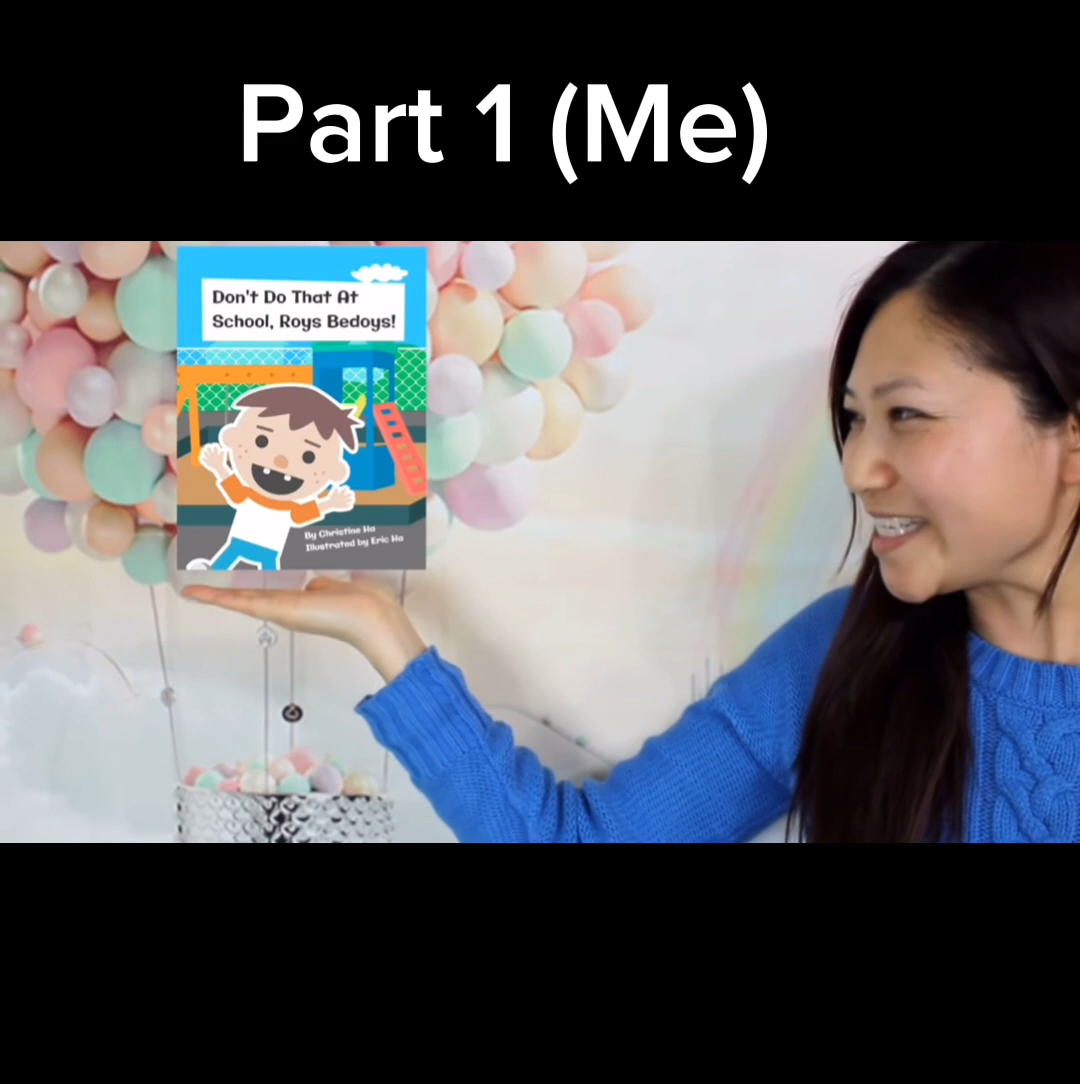 Part 1 (Me)
Don't Do That At
School, Roys Bedoys!
By Christine Ha
Illustrated by Eric Ha